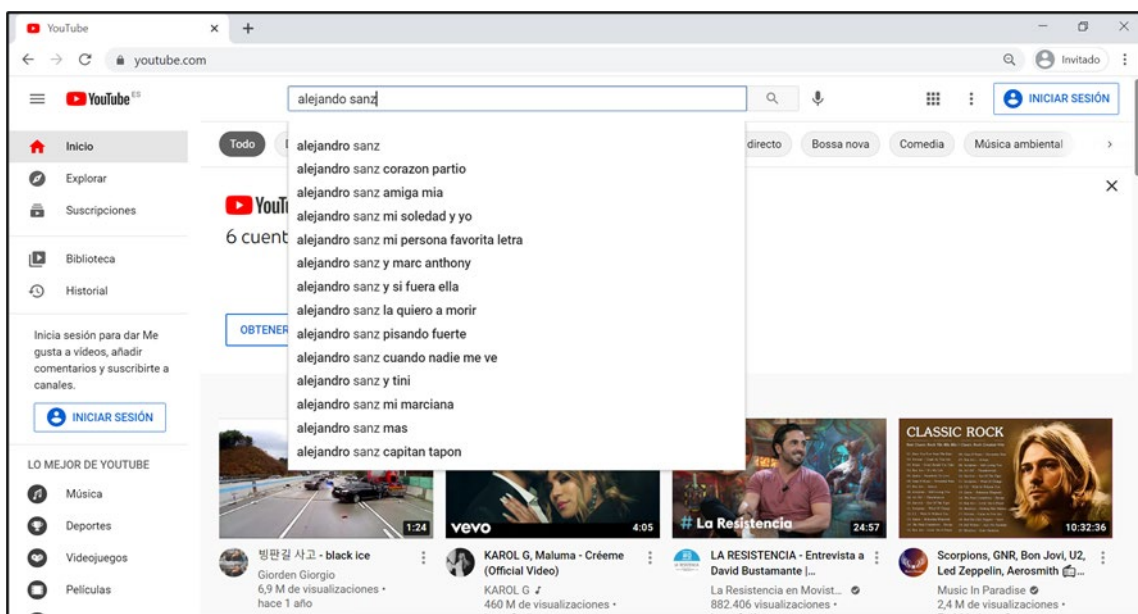 YouTube
youtube.com
Invitado
YouTube ES
alejando sanz
INICIAR SESIÓN
Inicio
Explorar
Suscripciones
Biblioteca
Historial
Inicia sesión para dar Me
gusta a vídeos, añadir
comentarios y suscribirte a
canales.
INICIAR SESIÓN
LO MEJOR DE YOUTUBE
Música
Deportes
Videojuegos
Películas
Todo
directo
Bossa nova
Comedia
Música ambiental
alejandro sanz
alejandro sanz corazon partio
alejandro sanz amiga mia
alejandro sanz mi soledad y yo
alejandro sanz mi persona favorita letra
alejandro sanz y marc anthony
alejandro sanz y si fuera ella
alejandro sanz la quiero a morir
alejandro sanz pisando fuerte
alejandro sanz cuando nadie me ve
alejandro sanz y tini
alejandro sanz mi marciana
alejandro sanz mas
alejandro sanz capitan tapon
6 cuent
OBTENER
1:24
빙판길 사고 - black ice
Giorden Giorgio
6,9 M de visualizaciones •
hace 1 año
vevo
4:05
KAROL G, Maluma - Créeme
(Official Video)
KAROL G
460 M de visualizaciones •
# La Resistencia
24:57
LA RESISTENCIA - Entrevista a
David Bustamante |...
La Resistencia en Movist...
882.406 visualizaciones •
CLASSIC ROCK
10:32:36
Scorpions, GNR, Bon Jovi, U2,
Led Zeppelin, Aerosmith ...
Music In Paradise
2,4 M de visualizaciones •